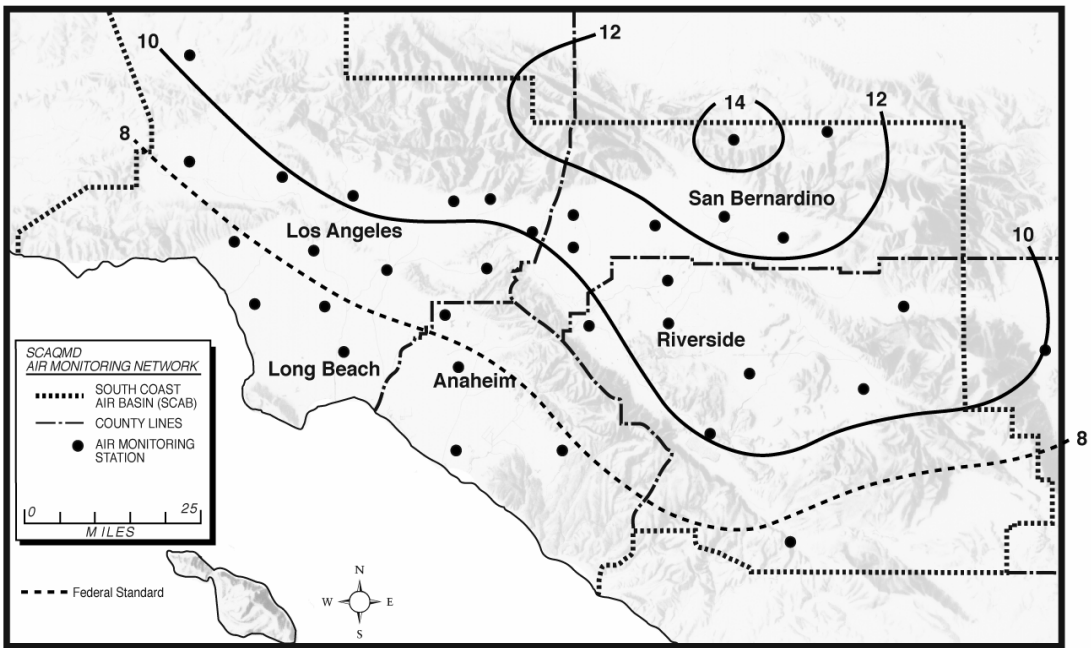 12
10
14
12
8
San Bernardino
Los Angeles
10
SCAQMD
AIR MONITORING NETWORK
SOUTH COAST
AIR BASIN (SCAB)
COUNTY LINES
AIR MONITORING
STATION
0
25
MILES
Riverside
Long Beach
Anaheim
8
Federal Standard
N
W
E
S